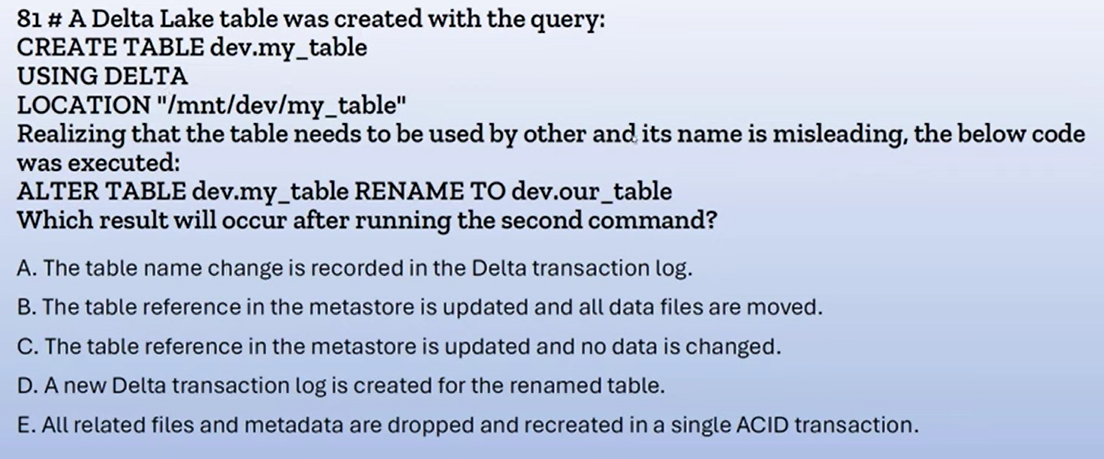 81 # A Delta Lake table was created with the query:
CREATE TABLE dev.my_table
USING DELTA
LOCATION "/mnt/dev/my_table"
Realizing that the table needs to be used by other and its name is misleading, the below code
was executed:
ALTER TABLE dev.my_table RENAME TO dev.our_table
Which result will occur after running the second command?
A. The table name change is recorded in the Delta transaction log.
B. The table reference in the metastore is updated and all data files are moved.
C. The table reference in the metastore is updated and no data is changed.
D. A new Delta transaction log is created for the renamed table.
E. All related files and metadata are dropped and recreated in a single ACID transaction.